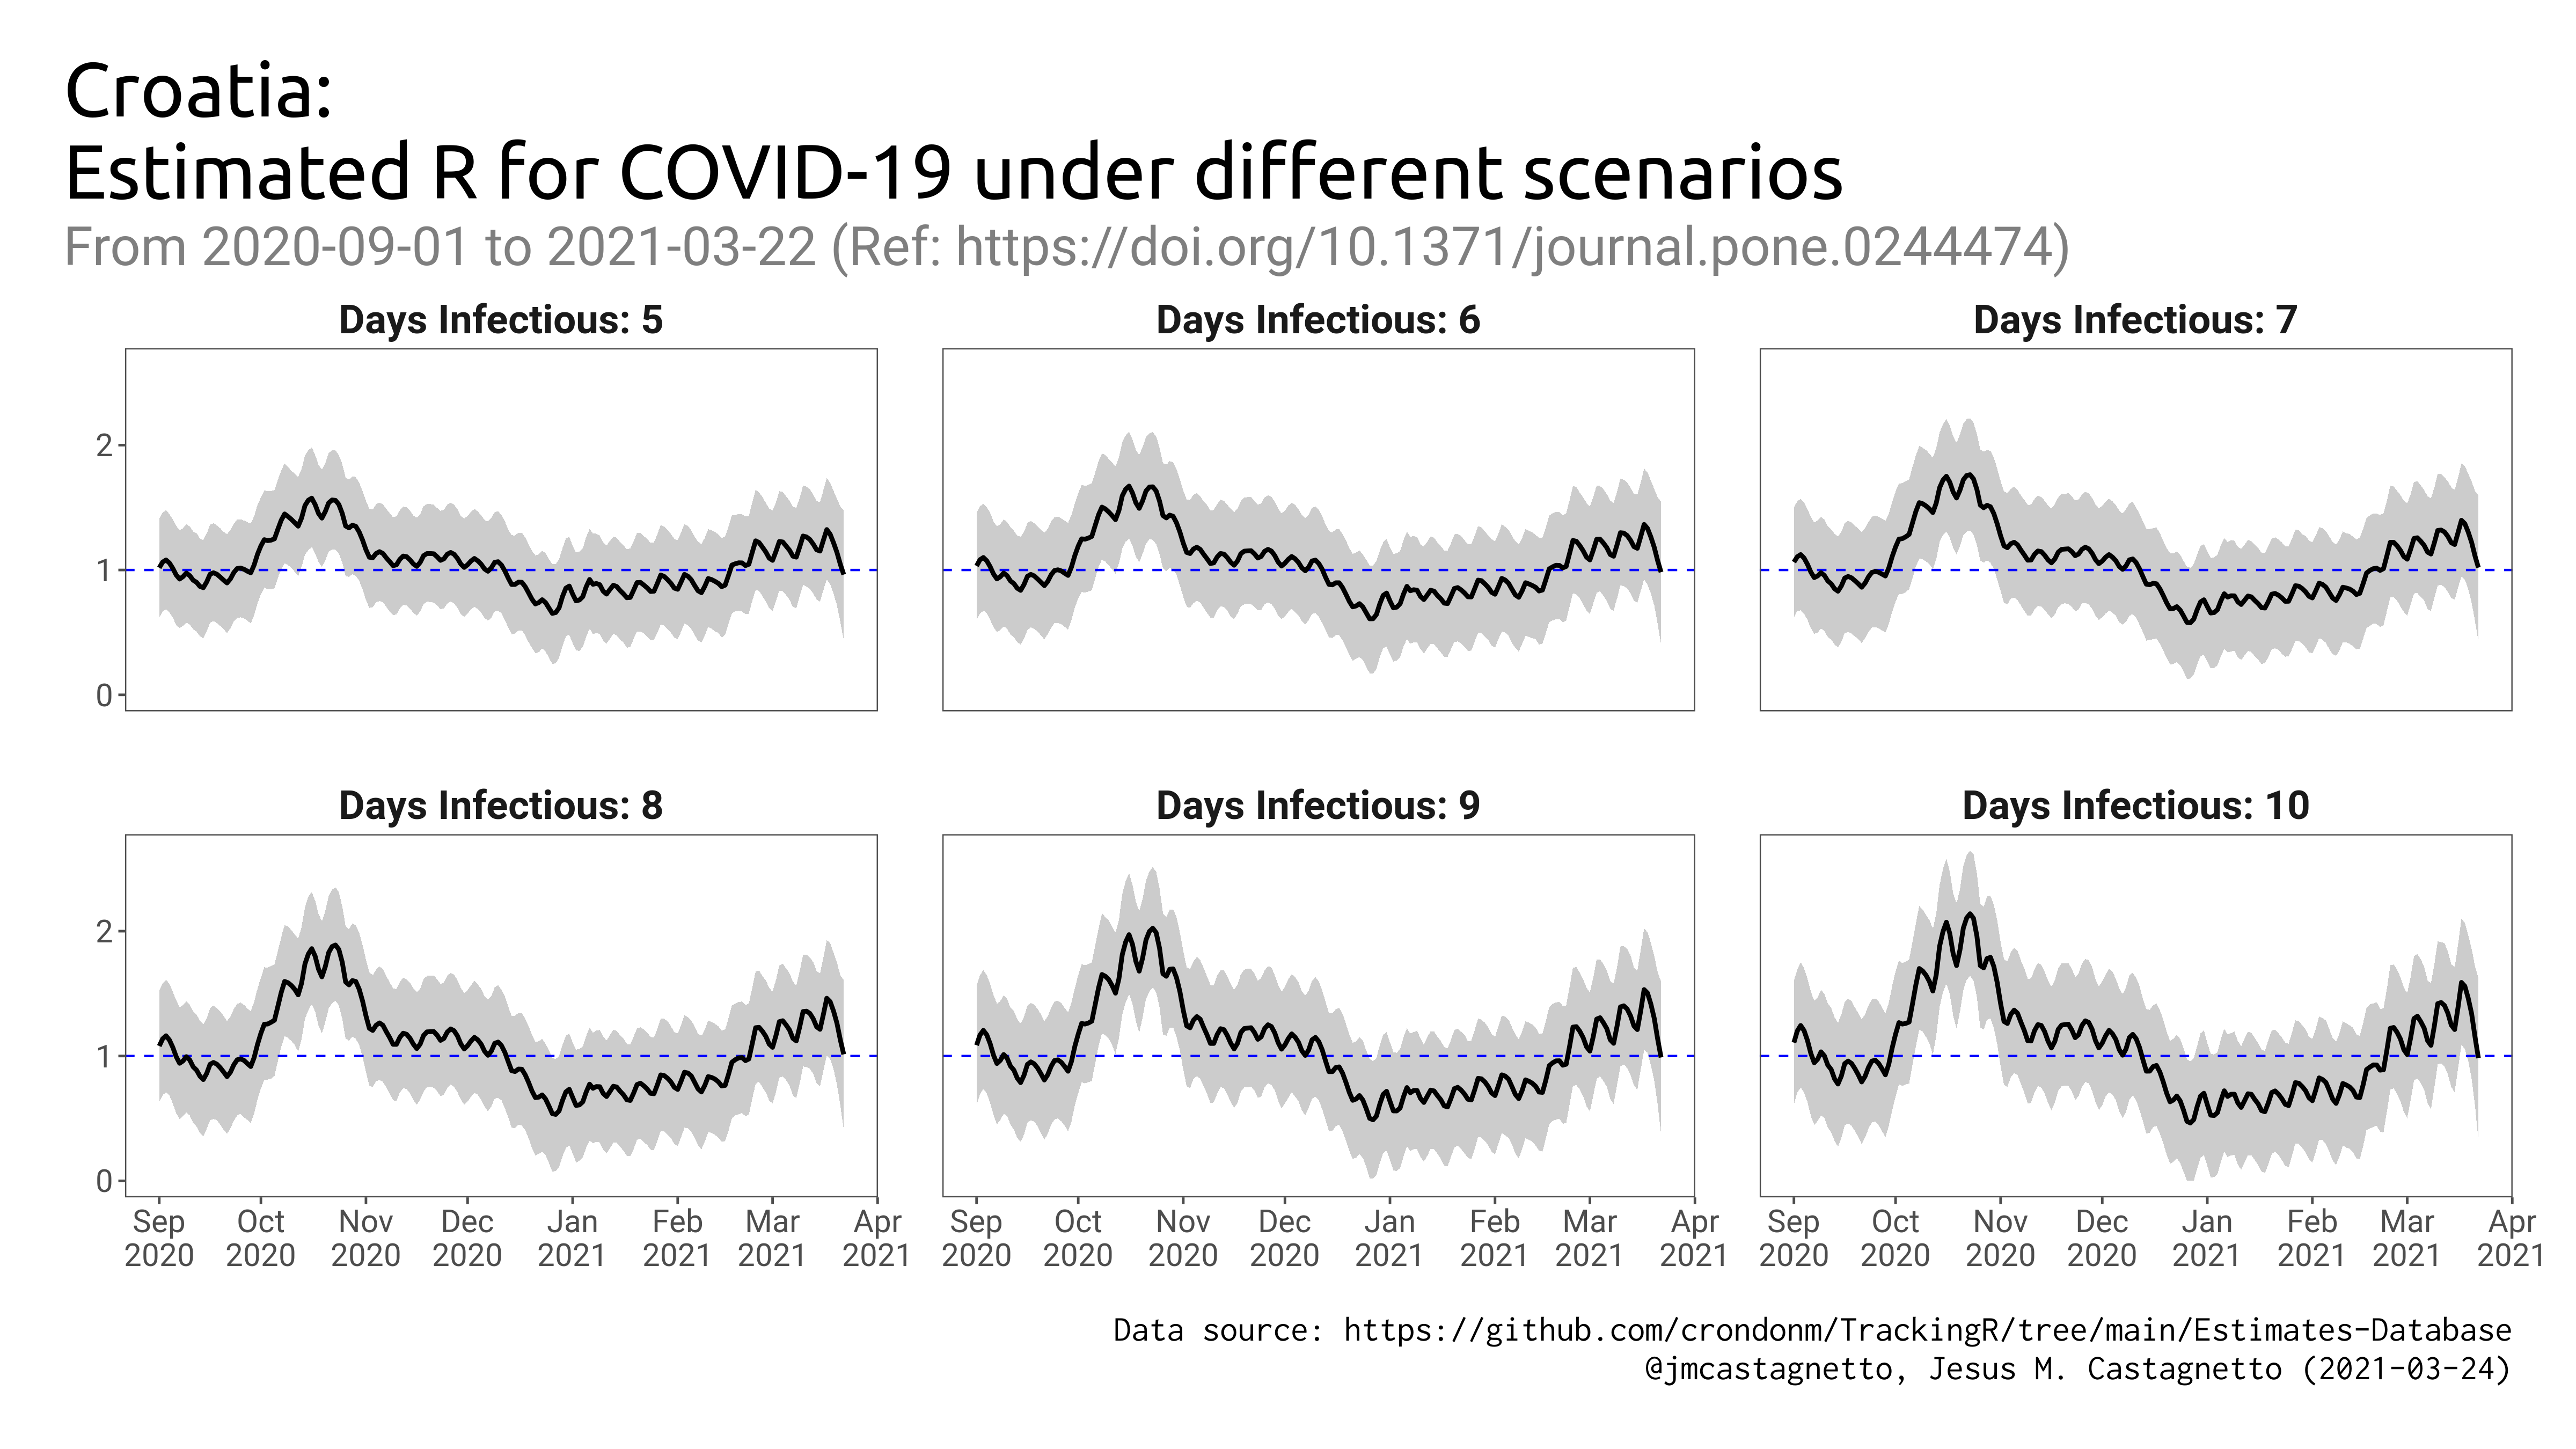 Croatia:
Estimated R for COVID-19 under different scenarios
From 2020-09-01 to 2021-03-22 (Ref: https://doi.org/10.1371/journal.pone.0244474)
Days Infectious: 5
Days Infectious: 6
Days Infectious: 7
2
1
0
Days Infectious: 8
Days Infectious: 9
Days Infectious: 10
2
1
0
Sep Oct Nov Dec Jan Feb Mar Apr
2020 2020 2020 2020 2021 2021 2021 2021
Sep Oct Nov Dec Jan Feb Mar Apr
2020 2020 2020 2020 2021 2021 2021 2021
Sep Oct Nov Dec Jan Feb Mar Apr
2020 2020 2020 2020 2021 2021 2021 2021
Data source: https://github.com/crondonm/TrackingR/tree/main/Estimates-Database
@jmcastagnetto, Jesus M. Castagnetto (2021-03-24)